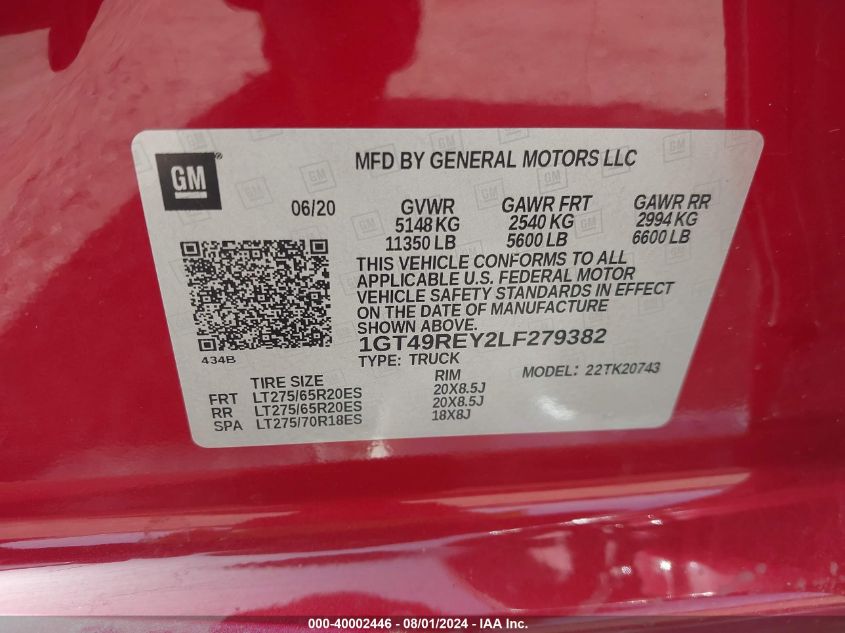 GM
MFD BY GENERAL MOTORS LLC
06/20
GVWR
5148 KG
11350 LB
GAWR FRT
2540 KG
5600 LB
GAWR RR
2994 KG
6600 LB
THIS VEHICLE CONFORMS TO ALL
APPLICABLE U.S. FEDERAL MOTOR
VEHICLE SAFETY STANDARDS IN EFFECT
ON THE DATE OF MANUFACTURE
SHOWN ABOVE.
1GT49REY2LF279382
434B
TYPE: TRUCK
MODEL: 22TK20743
TIRE SIZE RIM
FRT LT275/65R20ES 20X8.5J
RR LT275/65R20ES 20X8.5J
SPA LT275/70R18ES 18X8J
000-40002446 - 08/01/2024 - IAA Inc.